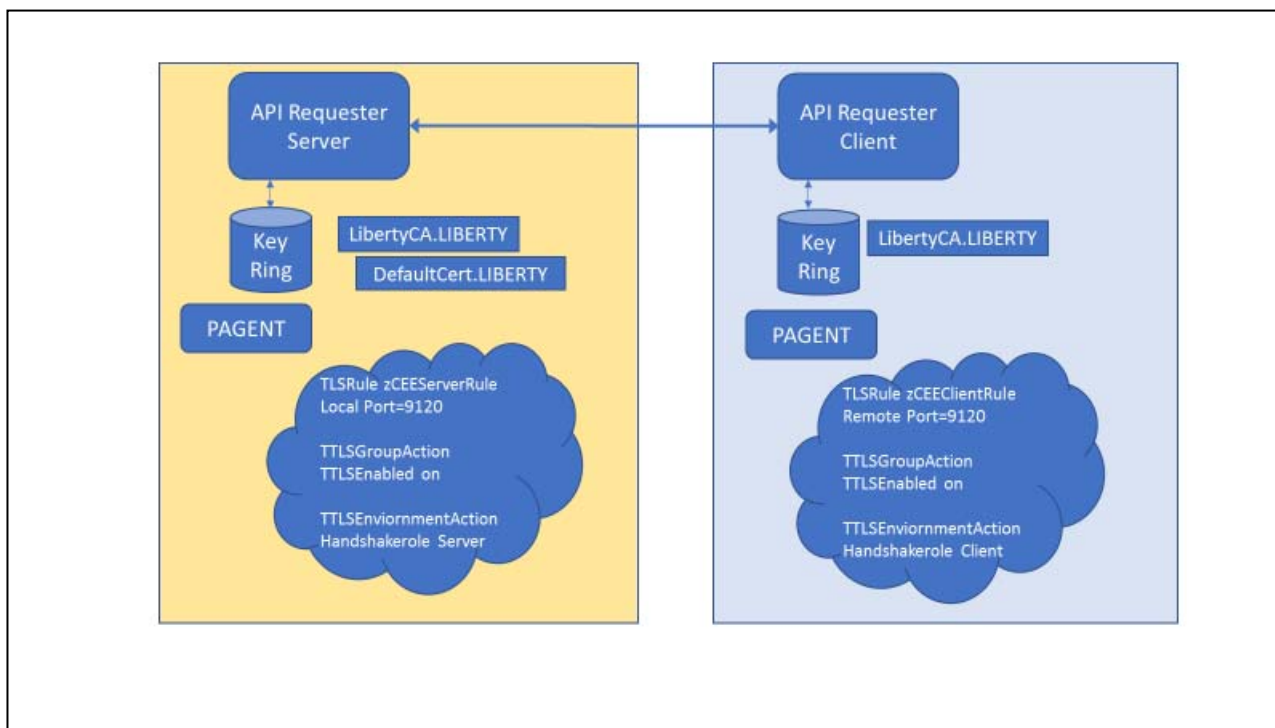 API Requester
Server
Key
Ring
LibertyCA.LIBERTY
DefaultCert.LIBERTY
PAGENT
TLSRule zCEEServerRule
Local Port=9120
TTLSGroupAction
TTLSEnabled on
TTLSEnviornmentAction
Handshakerole Server
API Requester
Client
Key
Ring
LibertyCA.LIBERTY
PAGENT
TLSRule zCEEClientRule
Remote Port=9120
TTLSGroupAction
TTLSEnabled on
TTLSEnviornmentAction
Handshakerole Client